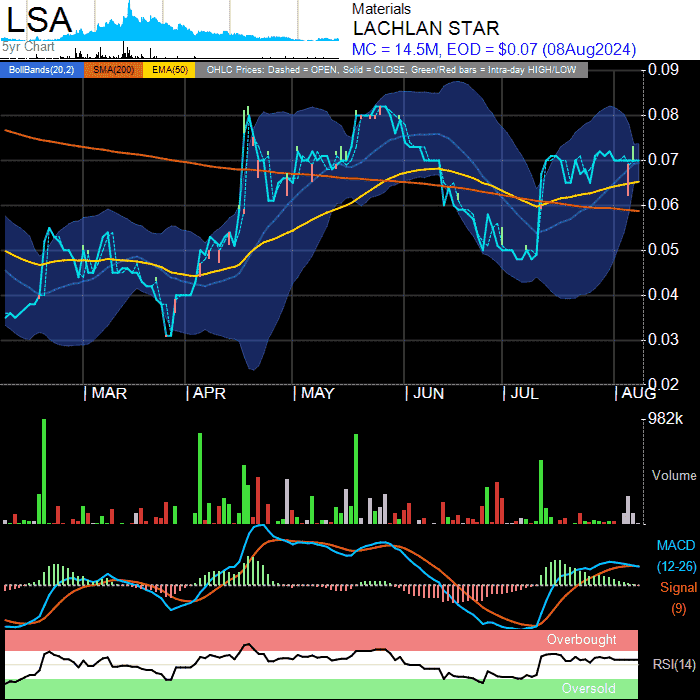 LSA
5yr Chart
Materials
LACHLAN STAR
MC = 14.5M, EOD = $0.07 (08Aug2024)
BollBands(20,2) SMA(200) EMA(50) OHLC Prices: Dashed = OPEN, Solid = CLOSE, Green/Red bars = Intra-day HIGH/LOW
0.09
0.08
0.07
0.06
0.05
0.04
0.03
0.02
| MAR | APR | MAY | JUN | JUL | AUG
982k
Volume
MACD
(12-26)
Signal
(9)
Overbought
RSI(14)
Oversold